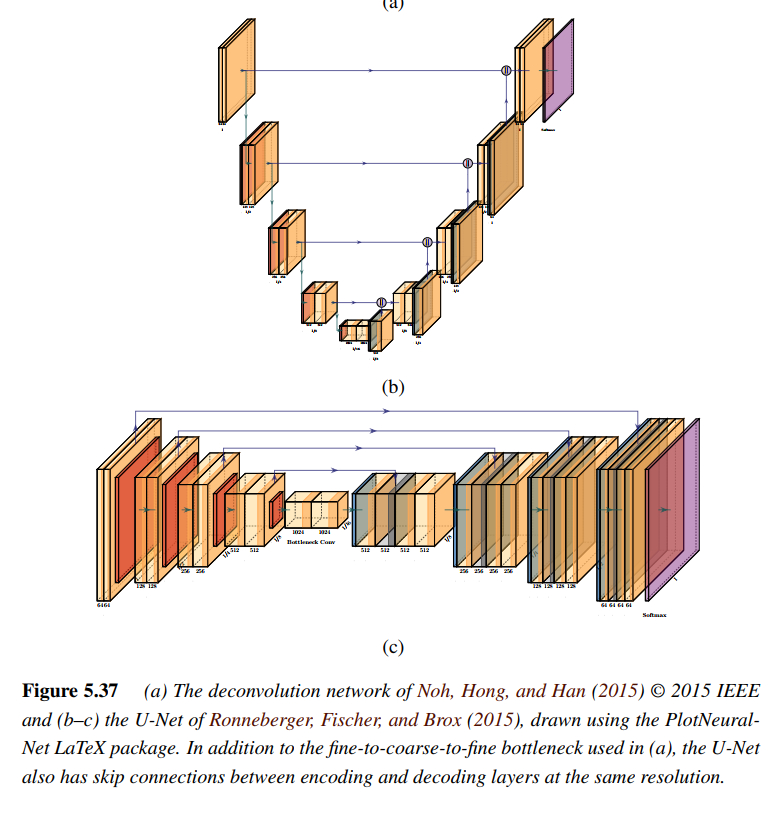 (a)
Softmax
(b)
1024 1024
Bottleneck Conv
512 512
512 512 512 512
256 256
256 256 256 256
128 128
128 128 128 128
6464
64 64 64 64
Softmax
(c)
Figure 5.37 (a) The deconvolution network of Noh, Hong, and Han (2015) © 2015 IEEE
and (b–c) the U-Net of Ronneberger, Fischer, and Brox (2015), drawn using the PlotNeural-
Net LaTeX package. In addition to the fine-to-coarse-to-fine bottleneck used in (a), the U-Net
also has skip connections between encoding and decoding layers at the same resolution.